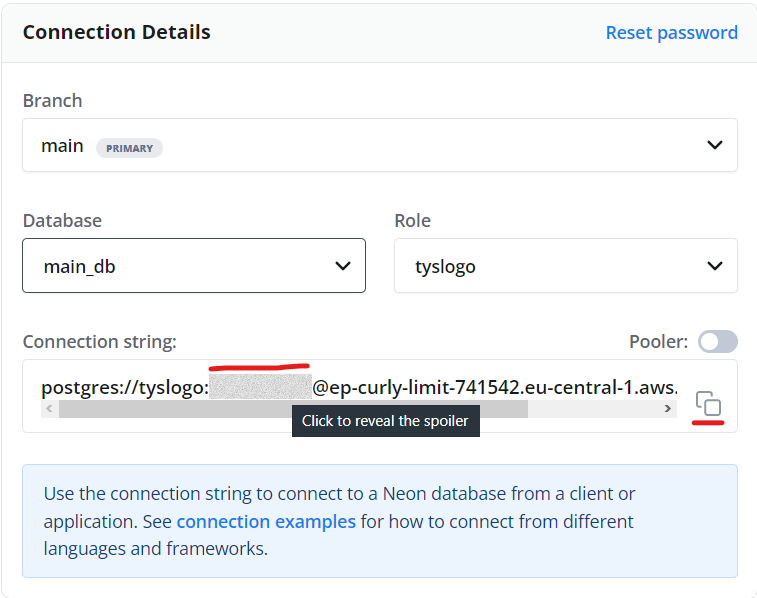 Connection Details
Reset password
Branch
main PRIMARY
Database
Role
main_db
tyslogo
Connection string:
Pooler:
postgres://tyslogo:
@ep-curly-limit-741542.eu-central-1.aws.
Click to reveal the spoiler
Use the connection string to connect to a Neon database from a client or
application. See connection examples for how to connect from different
languages and frameworks.